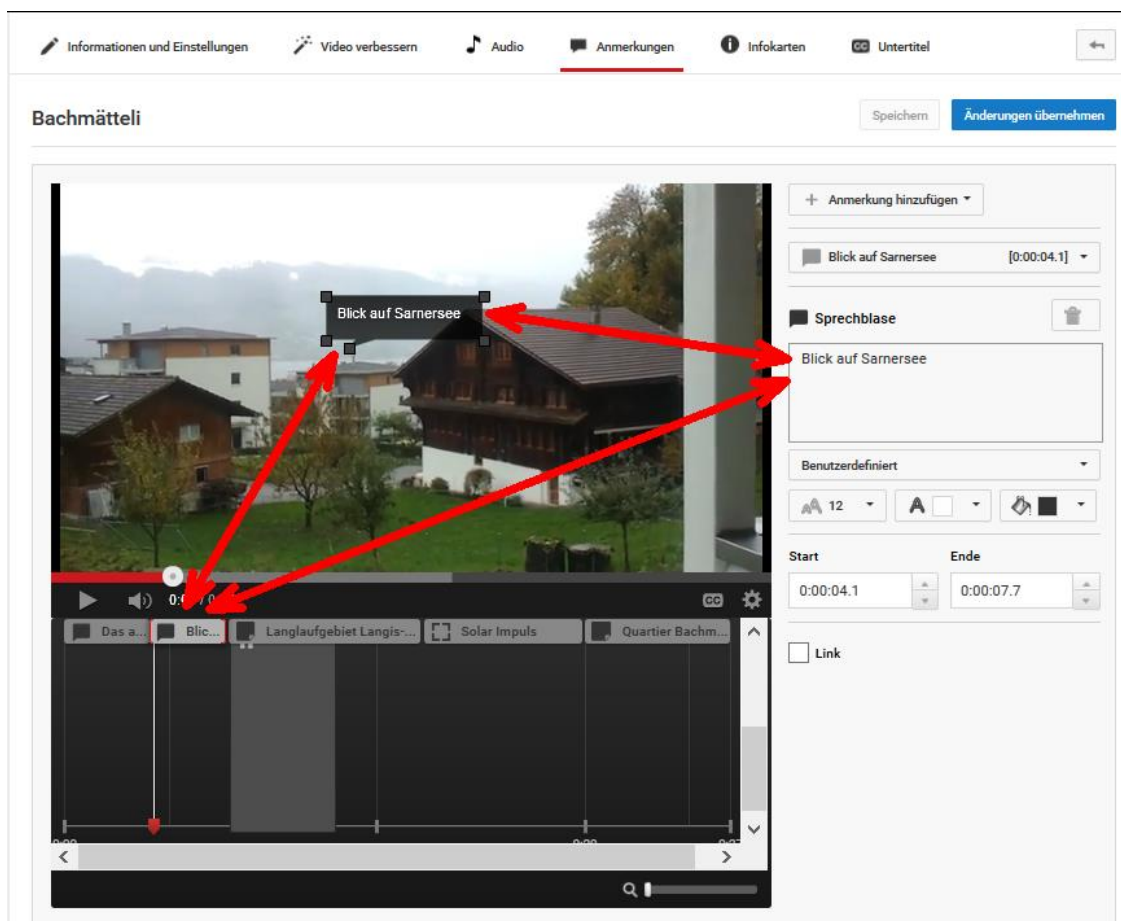 Informationen und Einstellungen Video verbessern Audio Anmerkungen Infokarten CC Untertitel
Bachmätteli Speichern Änderungen übernehmen
+ Anmerkung hinzufügen
Blick auf Sarnersee [0:00:04.1]
Blick auf Sarnersee
Sprechblase
Blick auf Sarnersee
Benutzerdefiniert
12 A
Start Ende
0:00:04.1 0:00:07.7
CC
Das a... Blic... Langlaufgebiet Langis-... Solar Impuls Quartier Bachm...
Link